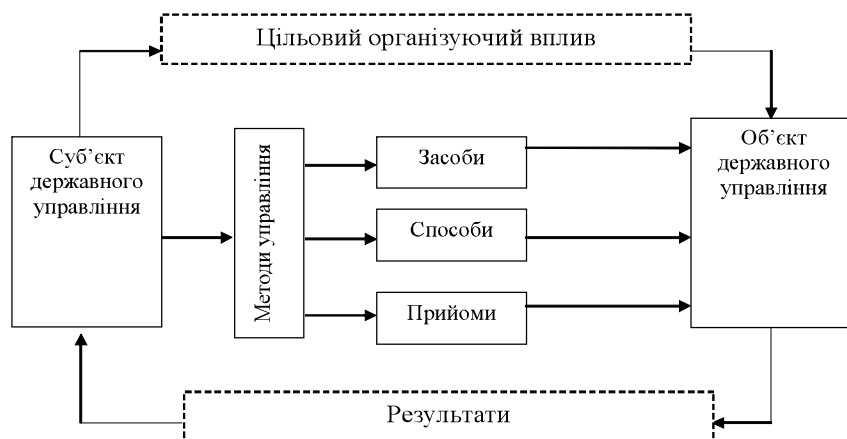 Цільовий організуючий вплив
Суб’єкт
державного
управління
Методи управління
Засоби
Способи
Прийоми
Об’єкт
державного
управління
Результати